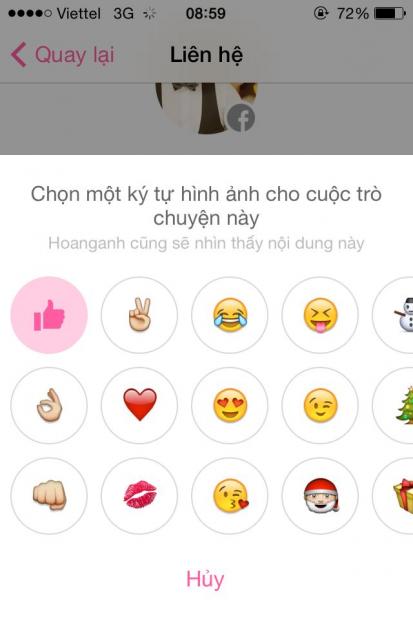 Viettel 3G 08:59 72%
Quay lại Liên hệ
Chọn một ký tự hình ảnh cho cuộc trò
chuyện này
Hoanganh cũng sẽ nhìn thấy nội dung này
Hủy